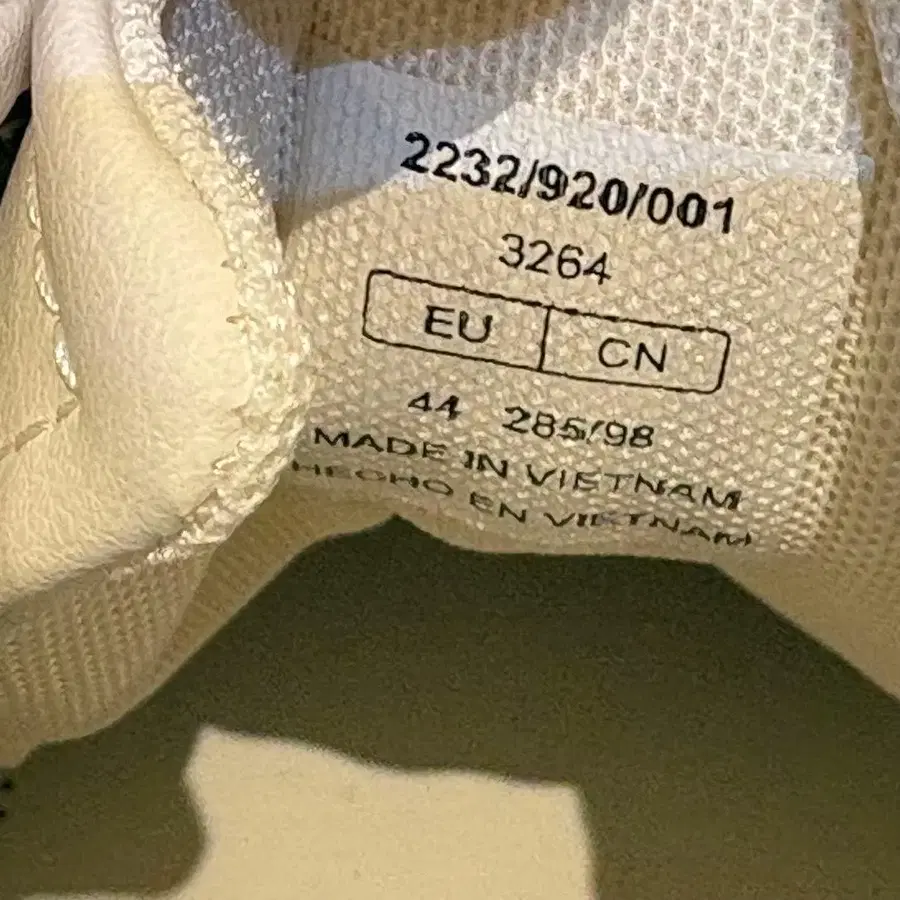 2232/920/001
3264
EU CN
44 285/98
MADE IN VIETNAM
HECHO EN VIETNAM